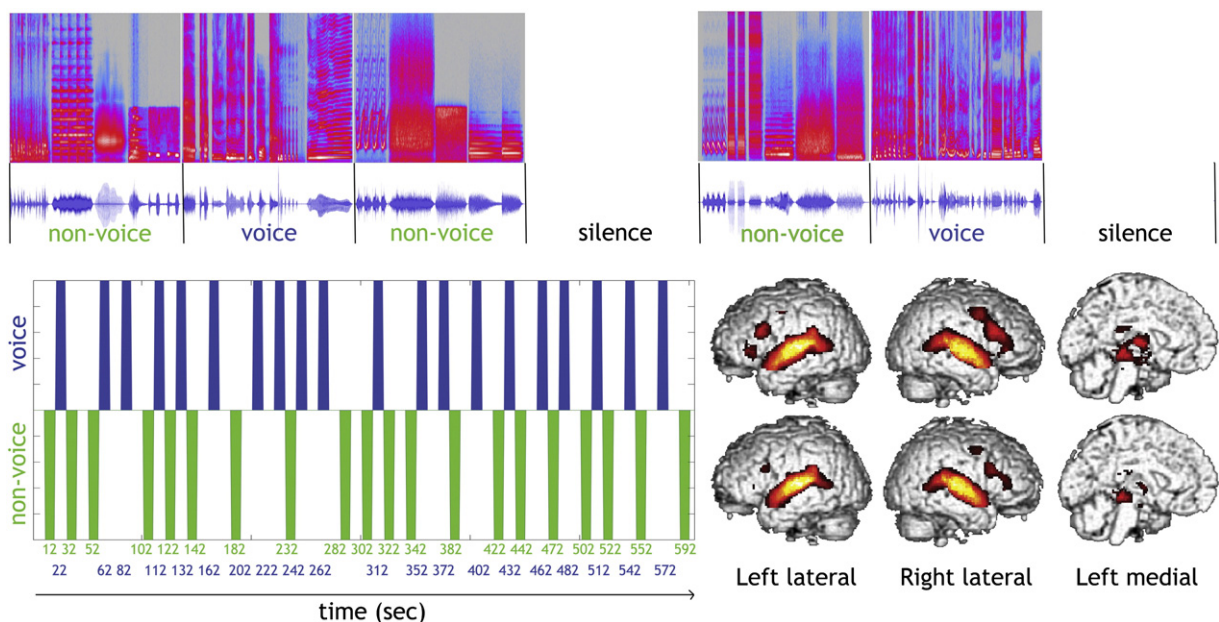 non-voice voice non-voice silence non-voice voice silence
voice
non-voice
12 32 52 102 122 142 182 232 282 302 322 342 382 422 442 472 502 522 552 592
22 62 82 112 132 162 202 222 242 262 312 352 372 402 432 462 482 512 542 572
time (sec)
Left lateral Right lateral Left medial